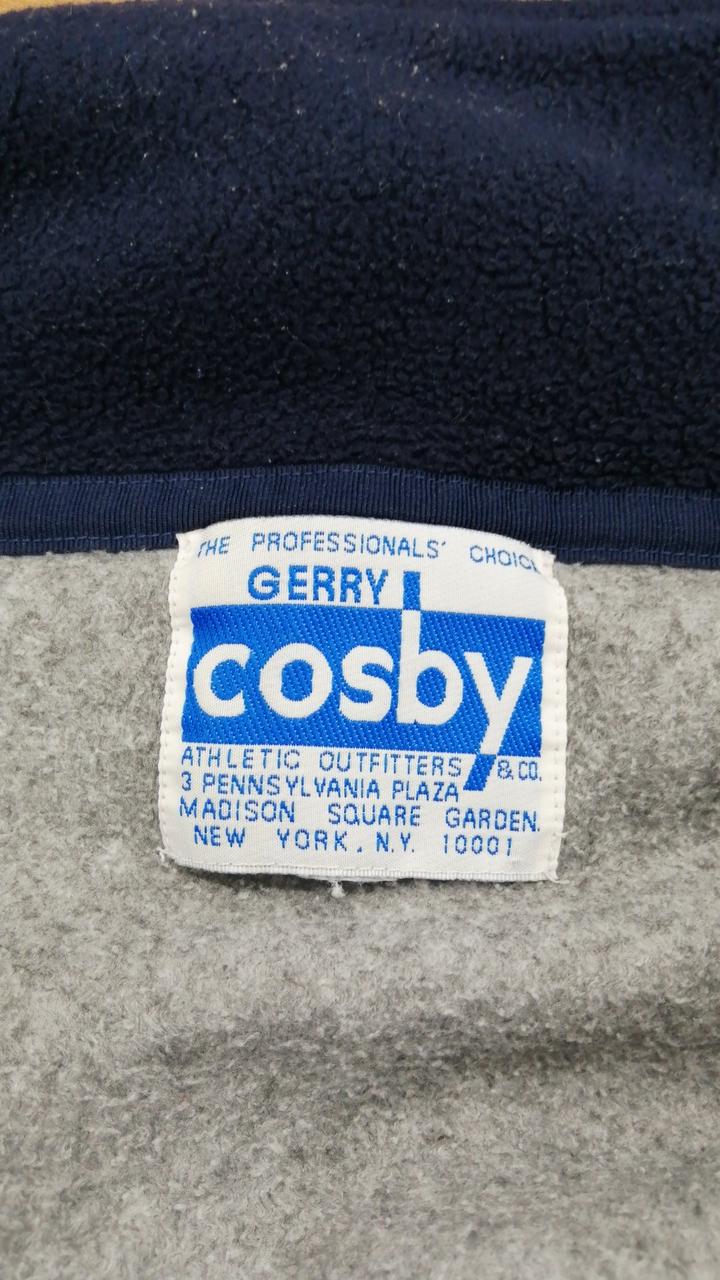 THE PROFESSIONALS' CHOICE
GERRY
cosby
ATHLETIC OUTFITTERS & CO.
3 PENNSYLVANIA PLAZA
MADISON SQUARE GARDEN.
NEW YORK, N.Y. 10001